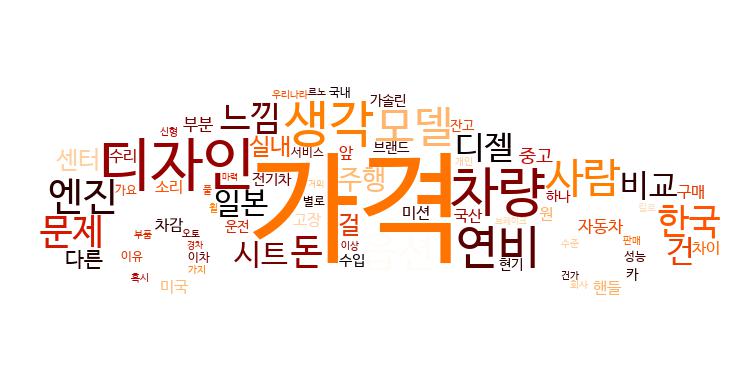 우리나라 르노 국내
신형 부분 느낌 생각 가솔린 모델 잔고
센터 수리 디자인 실내 서비스 앞 브랜드 디젤 중고
가요 소리 둘 마력 전기차 거의 주행 가격 개인 차량 사람 비교 구매
엔진 휠 일본 별로 미션 국산 하나
문제 차감 오토 운전 고장 걸 원 자동차 한국
부품 경차 이상 수준 판매
다른 이유 이차 시트 돈 수입 연비 현기 성능 건 차이
혹시 가지 건가 카
미국 회사 핸들